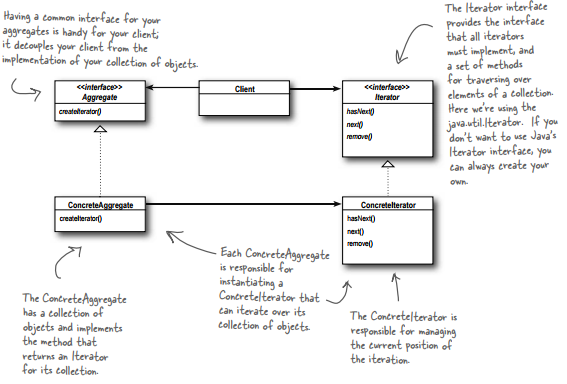 Having a common interface for your
aggregates is handy for your client;
it decouples your client from the
implementation of your collection of objects.
The Iterator interface
provides the interface
that all iterators
must implement, and
a set of methods
for traversing over
elements of a collection.
Here we're using the
java.util.Iterator. If you
don't want to use Java's
Iterator interface, you
can always create your
own.
<<interface>>
Aggregate
createIterator()
Client
<<interface>>
Iterator
hasNext()
next()
remove()
ConcreteAggregate
createIterator()
ConcreteIterator
hasNext()
next()
remove()
The ConcreteAggregate
has a collection of
objects and implements
the method that
returns an Iterator
for its collection.
Each ConcreteAggregate
is responsible for
instantiating a
ConcreteIterator that
can iterate over its
collection of objects.
The ConcreteIterator is
responsible for managing
the current position of
the iteration.